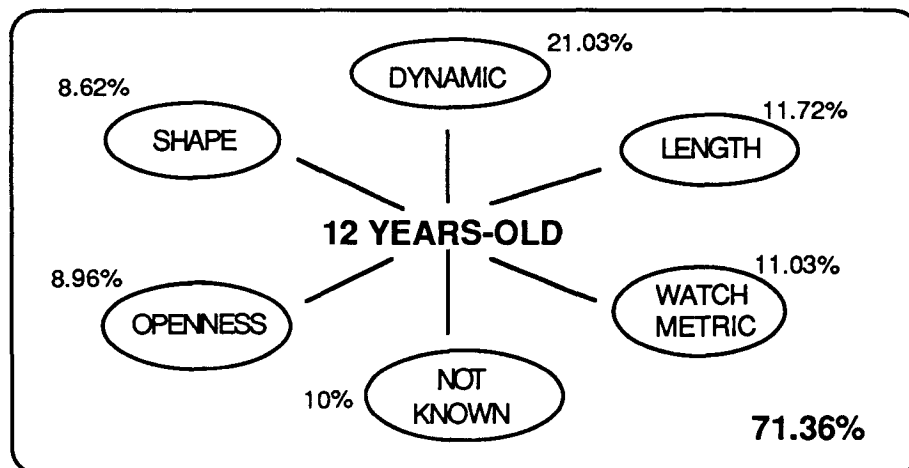 21.03%
DYNAMIC
8.62%
SHAPE
11.72%
LENGTH
12 YEARS-OLD
8.96%
OPENNESS
11.03%
WATCH
METRIC
10%
NOT
KNOWN
71.36%